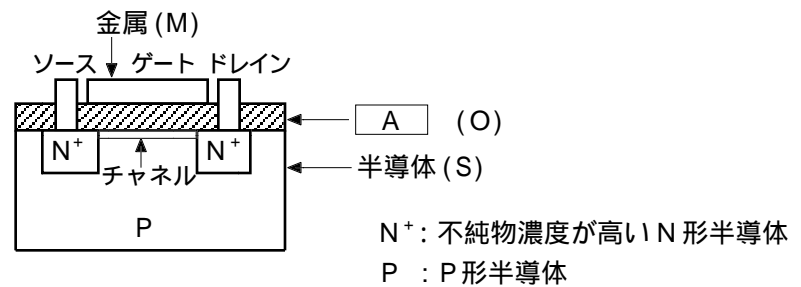 金属(M)
ソース ゲート ドレイン
A (O)
N⁺ N⁺
チャネル
半導体(S)
P
N⁺: 不純物濃度が高いN形半導体
P : P形半導体